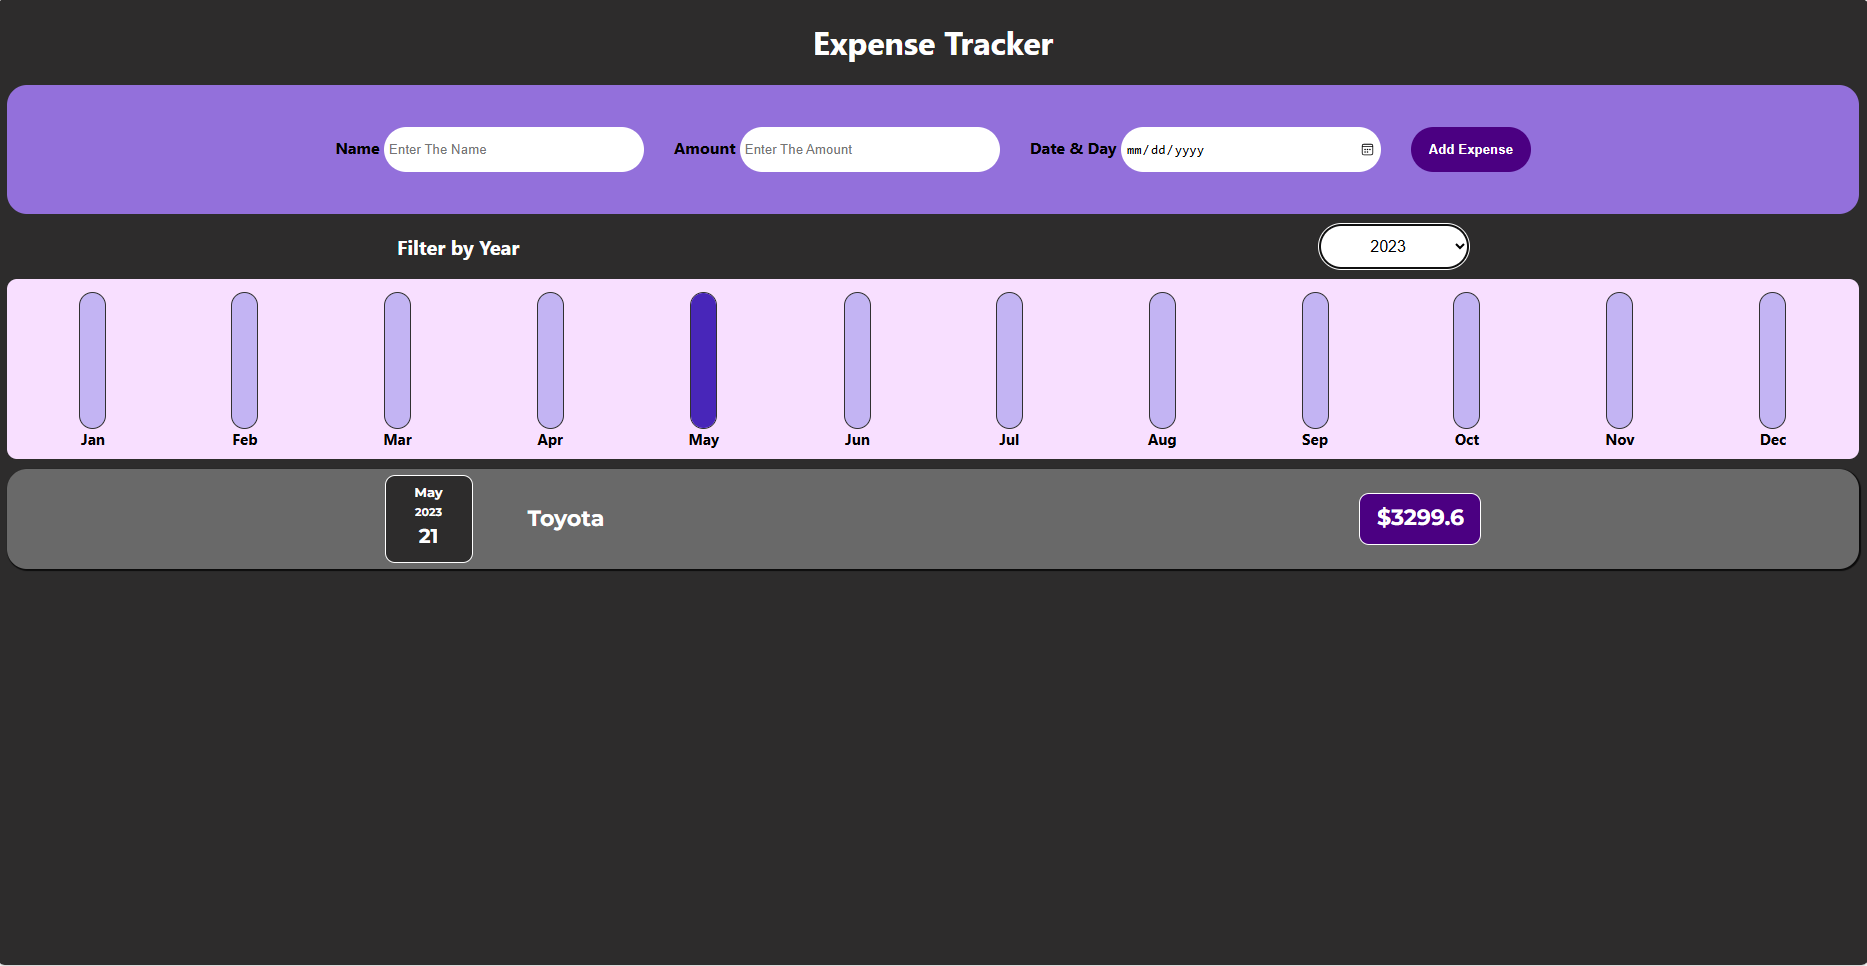 Expense Tracker
Name Enter The Name Amount Enter The Amount Date & Day mm/dd/yyyy Add Expense
Filter by Year 2023
Jan Feb Mar Apr May Jun Jul Aug Sep Oct Nov Dec
May
2023
21
Toyota
$3299.6